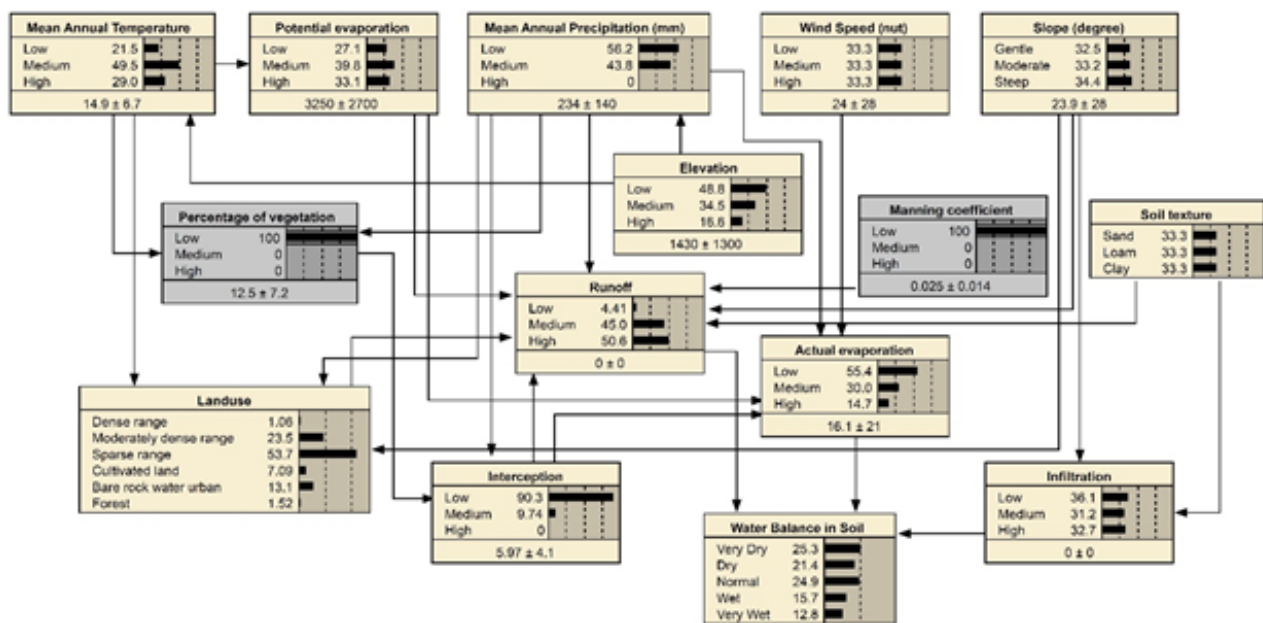 Mean Annual Temperature
Low 21.5
Medium 49.5
High 29.0
14.9 ± 6.7
Potential evaporation
Low 27.1
Medium 39.8
High 33.1
3250 ± 2700
Mean Annual Precipitation (mm)
Low 56.2
Medium 43.8
High 0
234 ± 140
Wind Speed (nut)
Low 33.3
Medium 33.3
High 33.3
24 ± 28
Slope (degree)
Gentle 32.5
Moderate 33.2
Steep 34.4
23.9 ± 28
Elevation
Low 48.8
Medium 34.5
High 16.6
1430 ± 1300
Percentage of vegetation
Low 100
Medium 0
High 0
12.5 ± 7.2
Manning coefficient
Low 100
Medium 0
High 0
0.025 ± 0.014
Soil texture
Sand 33.3
Loam 33.3
Clay 33.3
Runoff
Low 4.41
Medium 45.0
High 50.6
0 ± 0
Actual evaporation
Low 55.4
Medium 30.0
High 14.7
16.1 ± 21
Landuse
Dense range 1.06
Moderately dense range 23.5
Sparse range 53.7
Cultivated land 7.09
Bare rock water urban 13.1
Forest 1.52
Interception
Low 90.3
Medium 9.74
High 0
5.97 ± 4.1
Infiltration
Low 36.1
Medium 31.2
High 32.7
0 ± 0
Water Balance in Soil
Very Dry 25.3
Dry 21.4
Normal 24.9
Wet 15.7
Very Wet 12.8